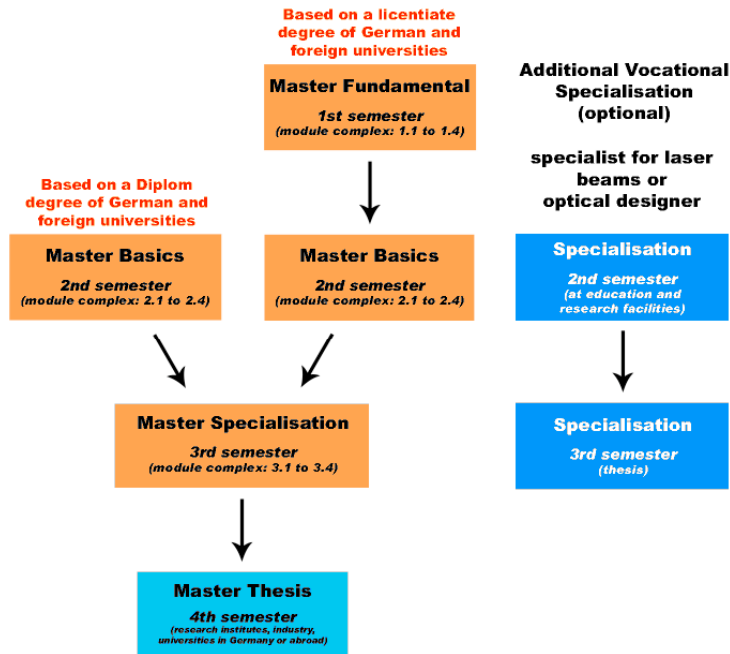 Based on a licentiate
degree of German and
foreign universities
Master Fundamental
1st semester
(module complex: 1.1 to 1.4)
Additional Vocational
Specialisation
(optional)
specialist for laser
beams or
optical designer
Based on a Diplom
degree of German and
foreign universities
Master Basics
2nd semester
(module complex: 2.1 to 2.4)
Master Basics
2nd semester
(module complex: 2.1 to 2.4)
Specialisation
2nd semester
(at education and
research facilities)
Master Specialisation
3rd semester
(module complex: 3.1 to 3.4)
Specialisation
3rd semester
(thesis)
Master Thesis
4th semester
(research institutes, industry,
universities in Germany or abroad)